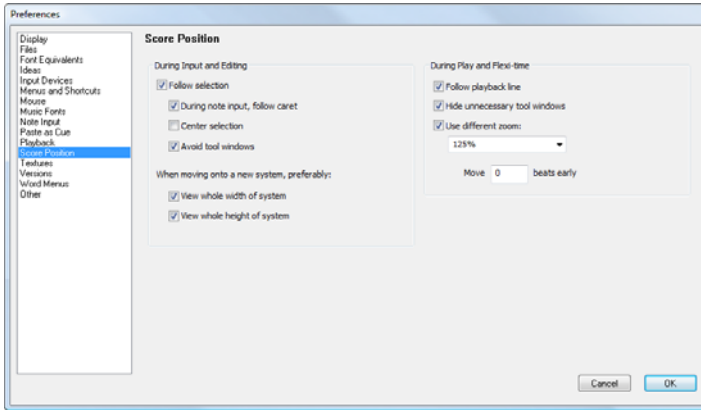 Preferences
Display
Files
Font Equivalents
Ideas
Input Devices
Menus and Shortcuts
Mouse
Music Fonts
Note Input
Paste as Cue
Playback
Score Position
Textures
Versions
Word Menus
Other
Score Position
During Input and Editing
Follow selection
During note input, follow caret
Center selection
Avoid tool windows
When moving onto a new system, preferably:
View whole width of system
View whole height of system
During Play and Flexi-time
Follow playback line
Hide unnecessary tool windows
Use different zoom:
125%
Move 0 beats early
Cancel OK